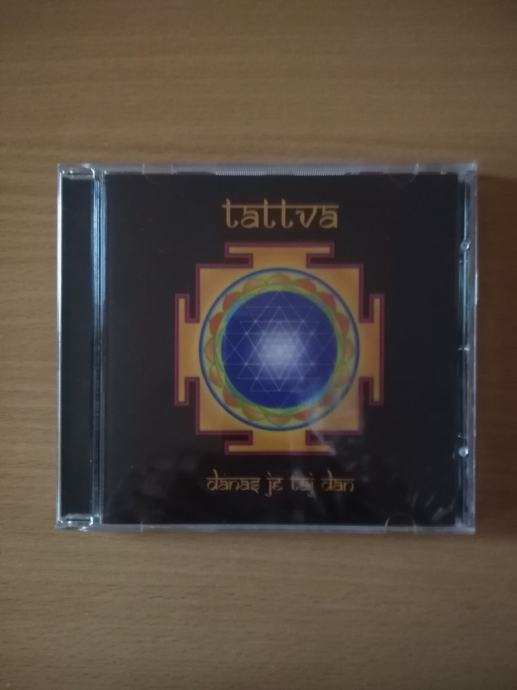 tattva
danas je taj dan